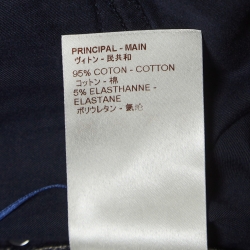 PRINCIPAL - MAIN
95% COTON - COTTON
コットン - 棉
5% ELASTHANNE -
ELASTANE
ポリウレタン -